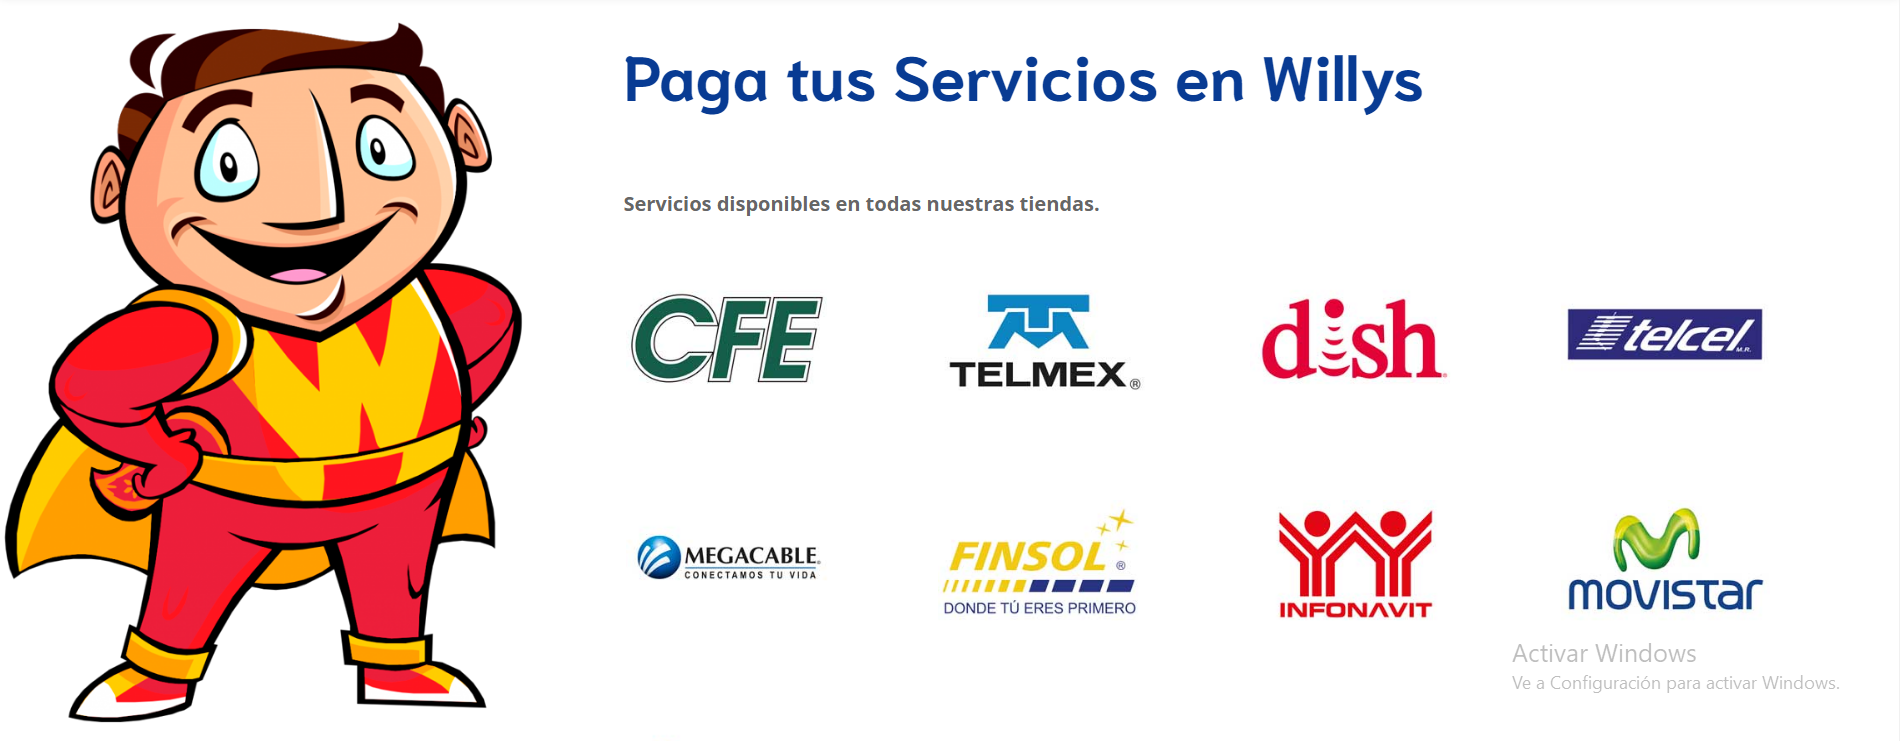 Paga tus Servicios en Willys
Servicios disponibles en todas nuestras tiendas.
W
CFE
TELMEX®
dish
telcel M.R.
MEGACABLE®
CONECTAMOS TU VIDA
FINSOL®
DONDE TÚ ERES PRIMERO
INFONAVIT
movistar
Activar Windows
Ve a Configuración para activar Windows.